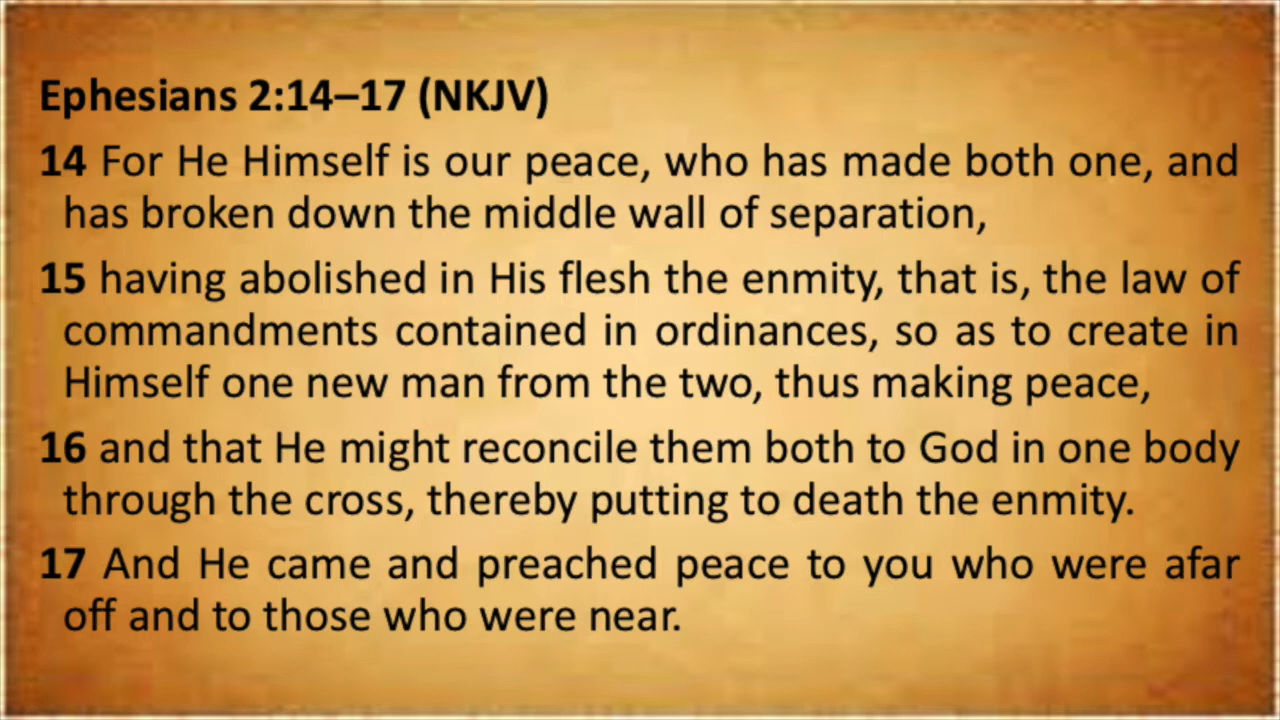 Ephesians 2:14–17 (NKJV)
14 For He Himself is our peace, who has made both one, and
has broken down the middle wall of separation,
15 having abolished in His flesh the enmity, that is, the law of
commandments contained in ordinances, so as to create in
Himself one new man from the two, thus making peace,
16 and that He might reconcile them both to God in one body
through the cross, thereby putting to death the enmity.
17 And He came and preached peace to you who were afar
off and to those who were near.